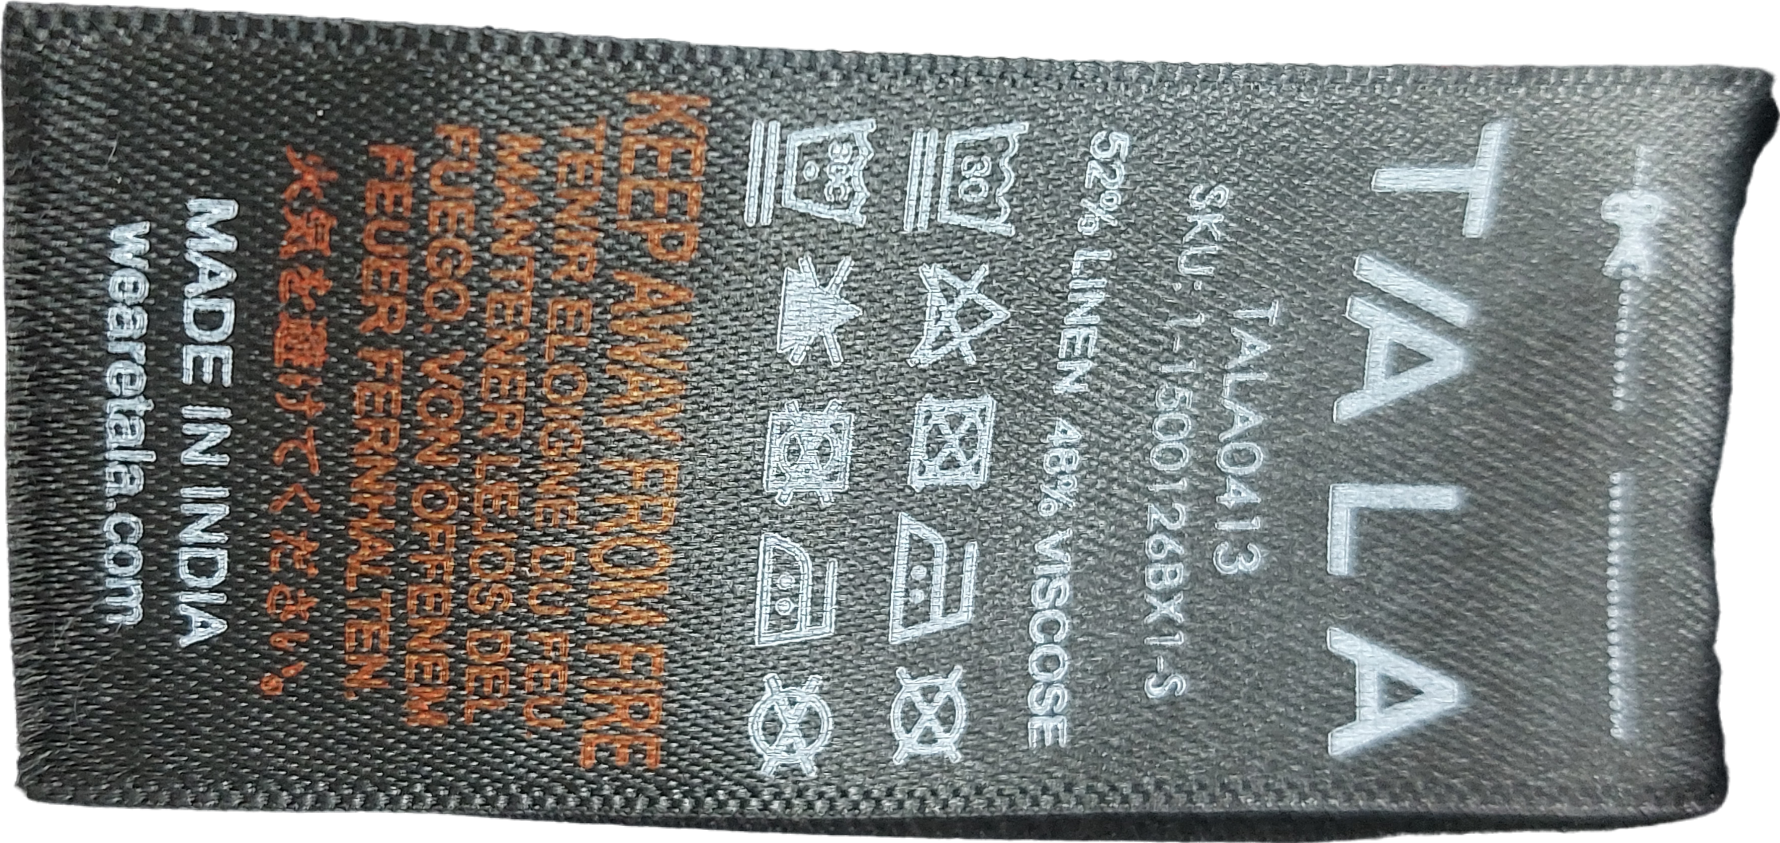 TALA
TALA0413
SKU: 1-1500126BX1-S
52% LINEN 48% VISCOSE
30
30C
KEEP AWAY FROM FIRE
TENIR ELOIGNE DU FEU.
MANTENER LEJOS DEL
FUEGO. VON OFFENEM
FEUER FERNHALTEN.
火気を避けてください。
MADE IN INDIA
wearetala.com